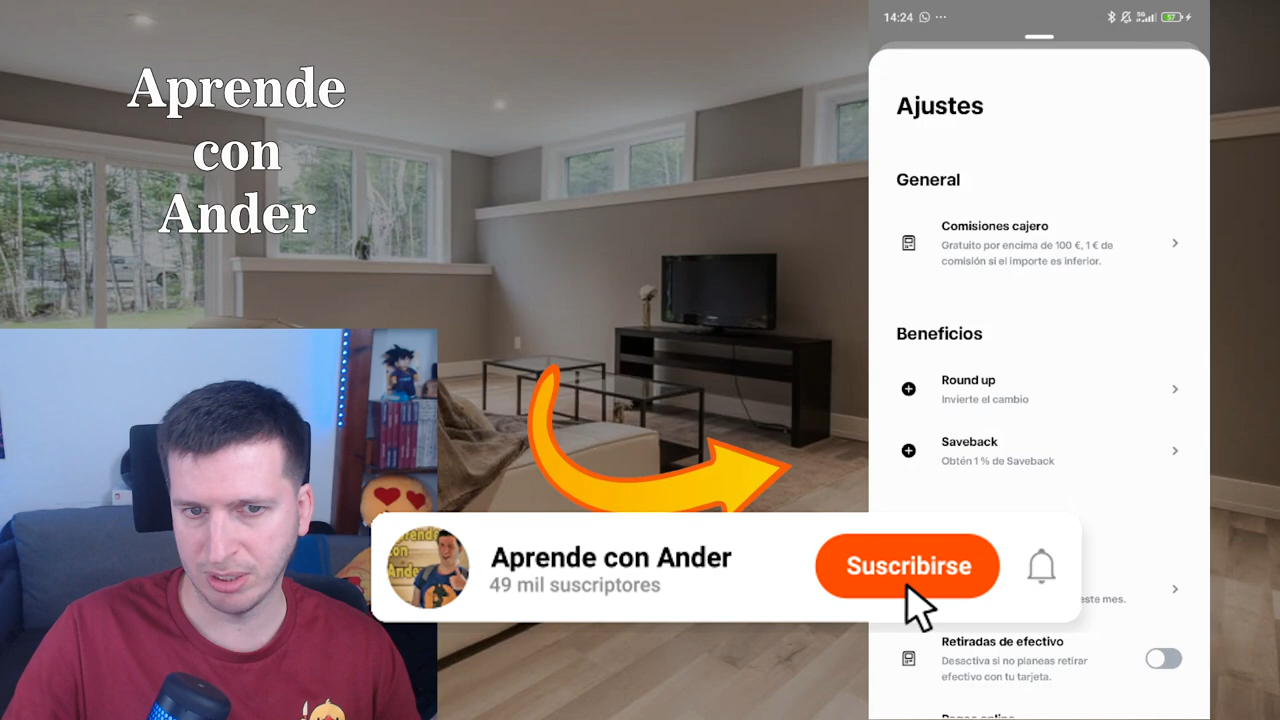 Aprende
con
Ander
14:24
5G
57
Ajustes
General
Comisiones cajero
Gratuito por encima de 100 €, 1 € de
comisión si el importe es inferior.
Beneficios
Round up
Invierte el cambio
Saveback
Obtén 1 % de Saveback
Aprende con Ander
49 mil suscriptores
Suscribirse
este mes.
Retiradas de efectivo
Desactiva si no planeas retirar
efectivo con tu tarjeta.